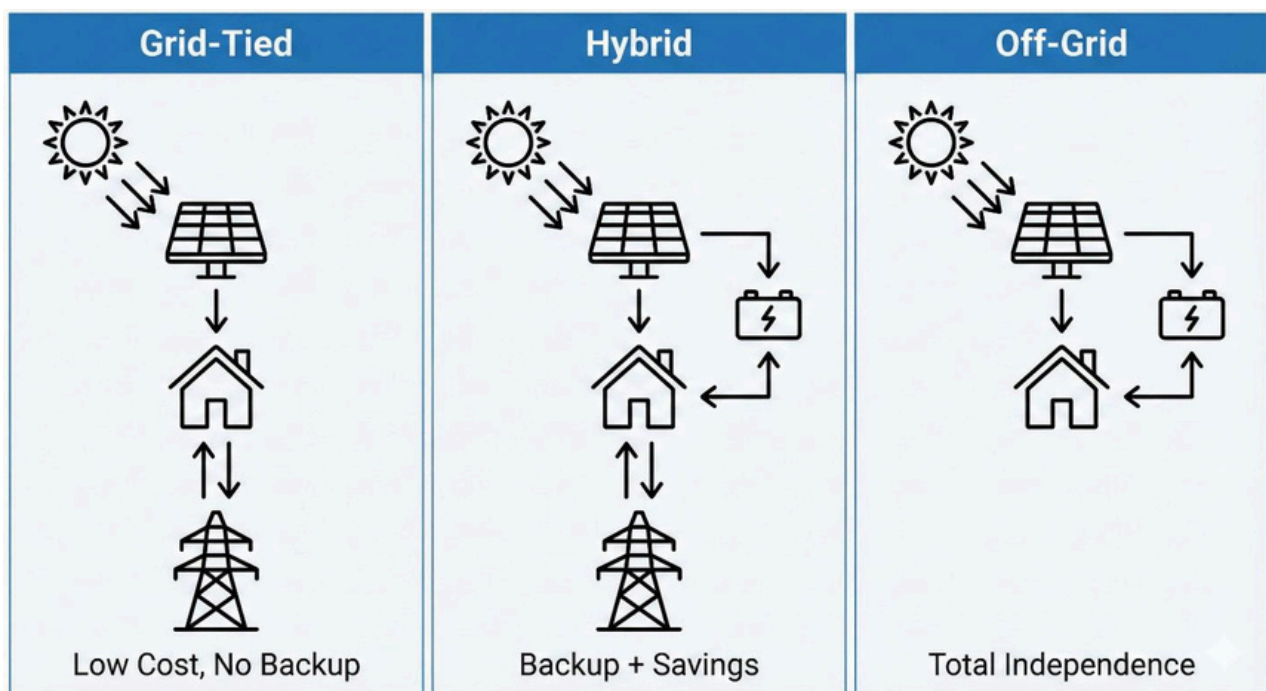 Grid-Tied
Hybrid
Off-Grid
Low Cost, No Backup
Backup + Savings
Total Independence